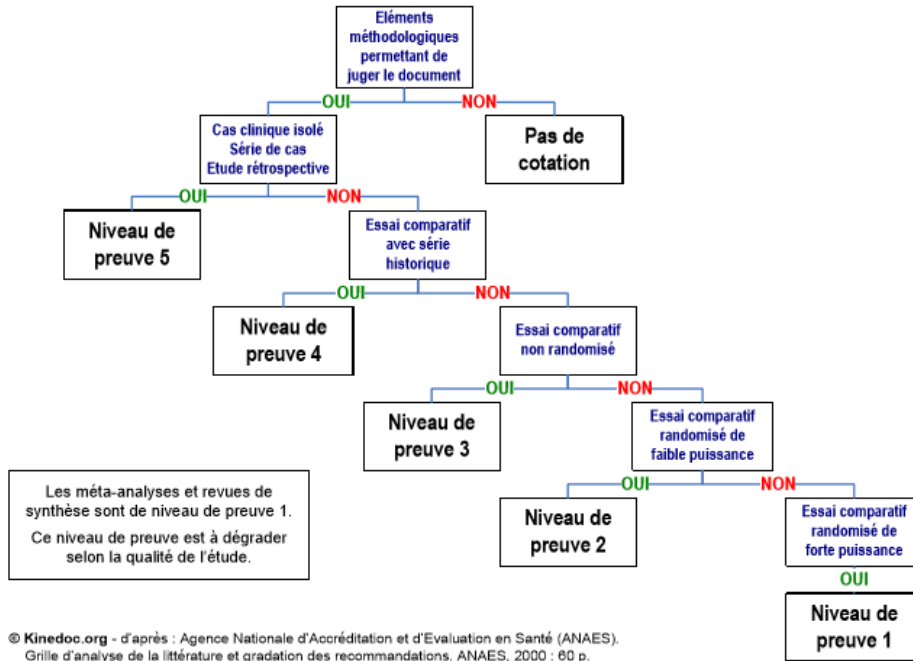 Eléments
méthodologiques
permettant de
juger le document
OUI
NON
Cas clinique isolé
Série de cas
Etude rétrospective
Pas de
cotation
OUI
NON
Niveau de
preuve 5
Essai comparatif
avec série
historique
OUI
NON
Niveau de
preuve 4
Essai comparatif
non randomisé
OUI
NON
Niveau de
preuve 3
Essai comparatif
randomisé de
faible puissance
OUI
NON
Niveau de
preuve 2
Essai comparatif
randomisé de
forte puissance
OUI
Niveau de
preuve 1
Les méta-analyses et revues de
synthèse sont de niveau de preuve 1.
Ce niveau de preuve est à dégrader
selon la qualité de l'étude.
© Kinedoc.org - d'après : Agence Nationale d'Accréditation et d'Evaluation en Santé (ANAES).
Grille d'analyse de la littérature et gradation des recommandations. ANAES, 2000 : 60 p.